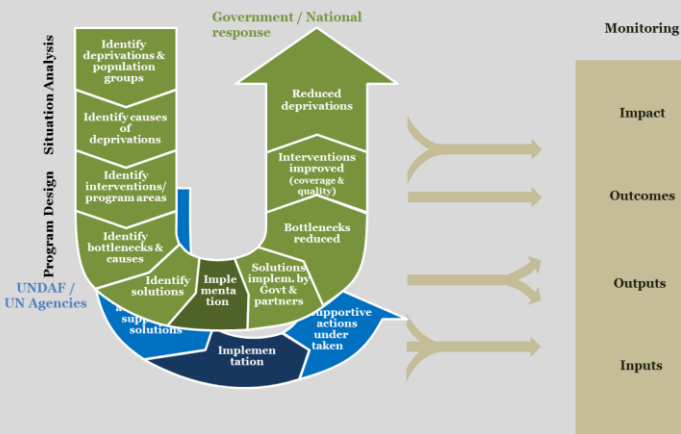 Government / National
response
Monitoring
Situation Analysis
Program Design
Identify
deprivations &
population
groups
Identify causes
of
deprivations
Identify
interventions/
program areas
Identify
bottlenecks &
causes
Identify
solutions
Imple
menta
tion
Solutions
implem. by
Govt &
partners
Bottlenecks
reduced
Interventions
improved
(coverage &
quality)
Reduced
deprivations
UNDAF /
UN Agencies
solutions
Implemen
tation
actions
under
taken
Impact
Outcomes
Outputs
Inputs